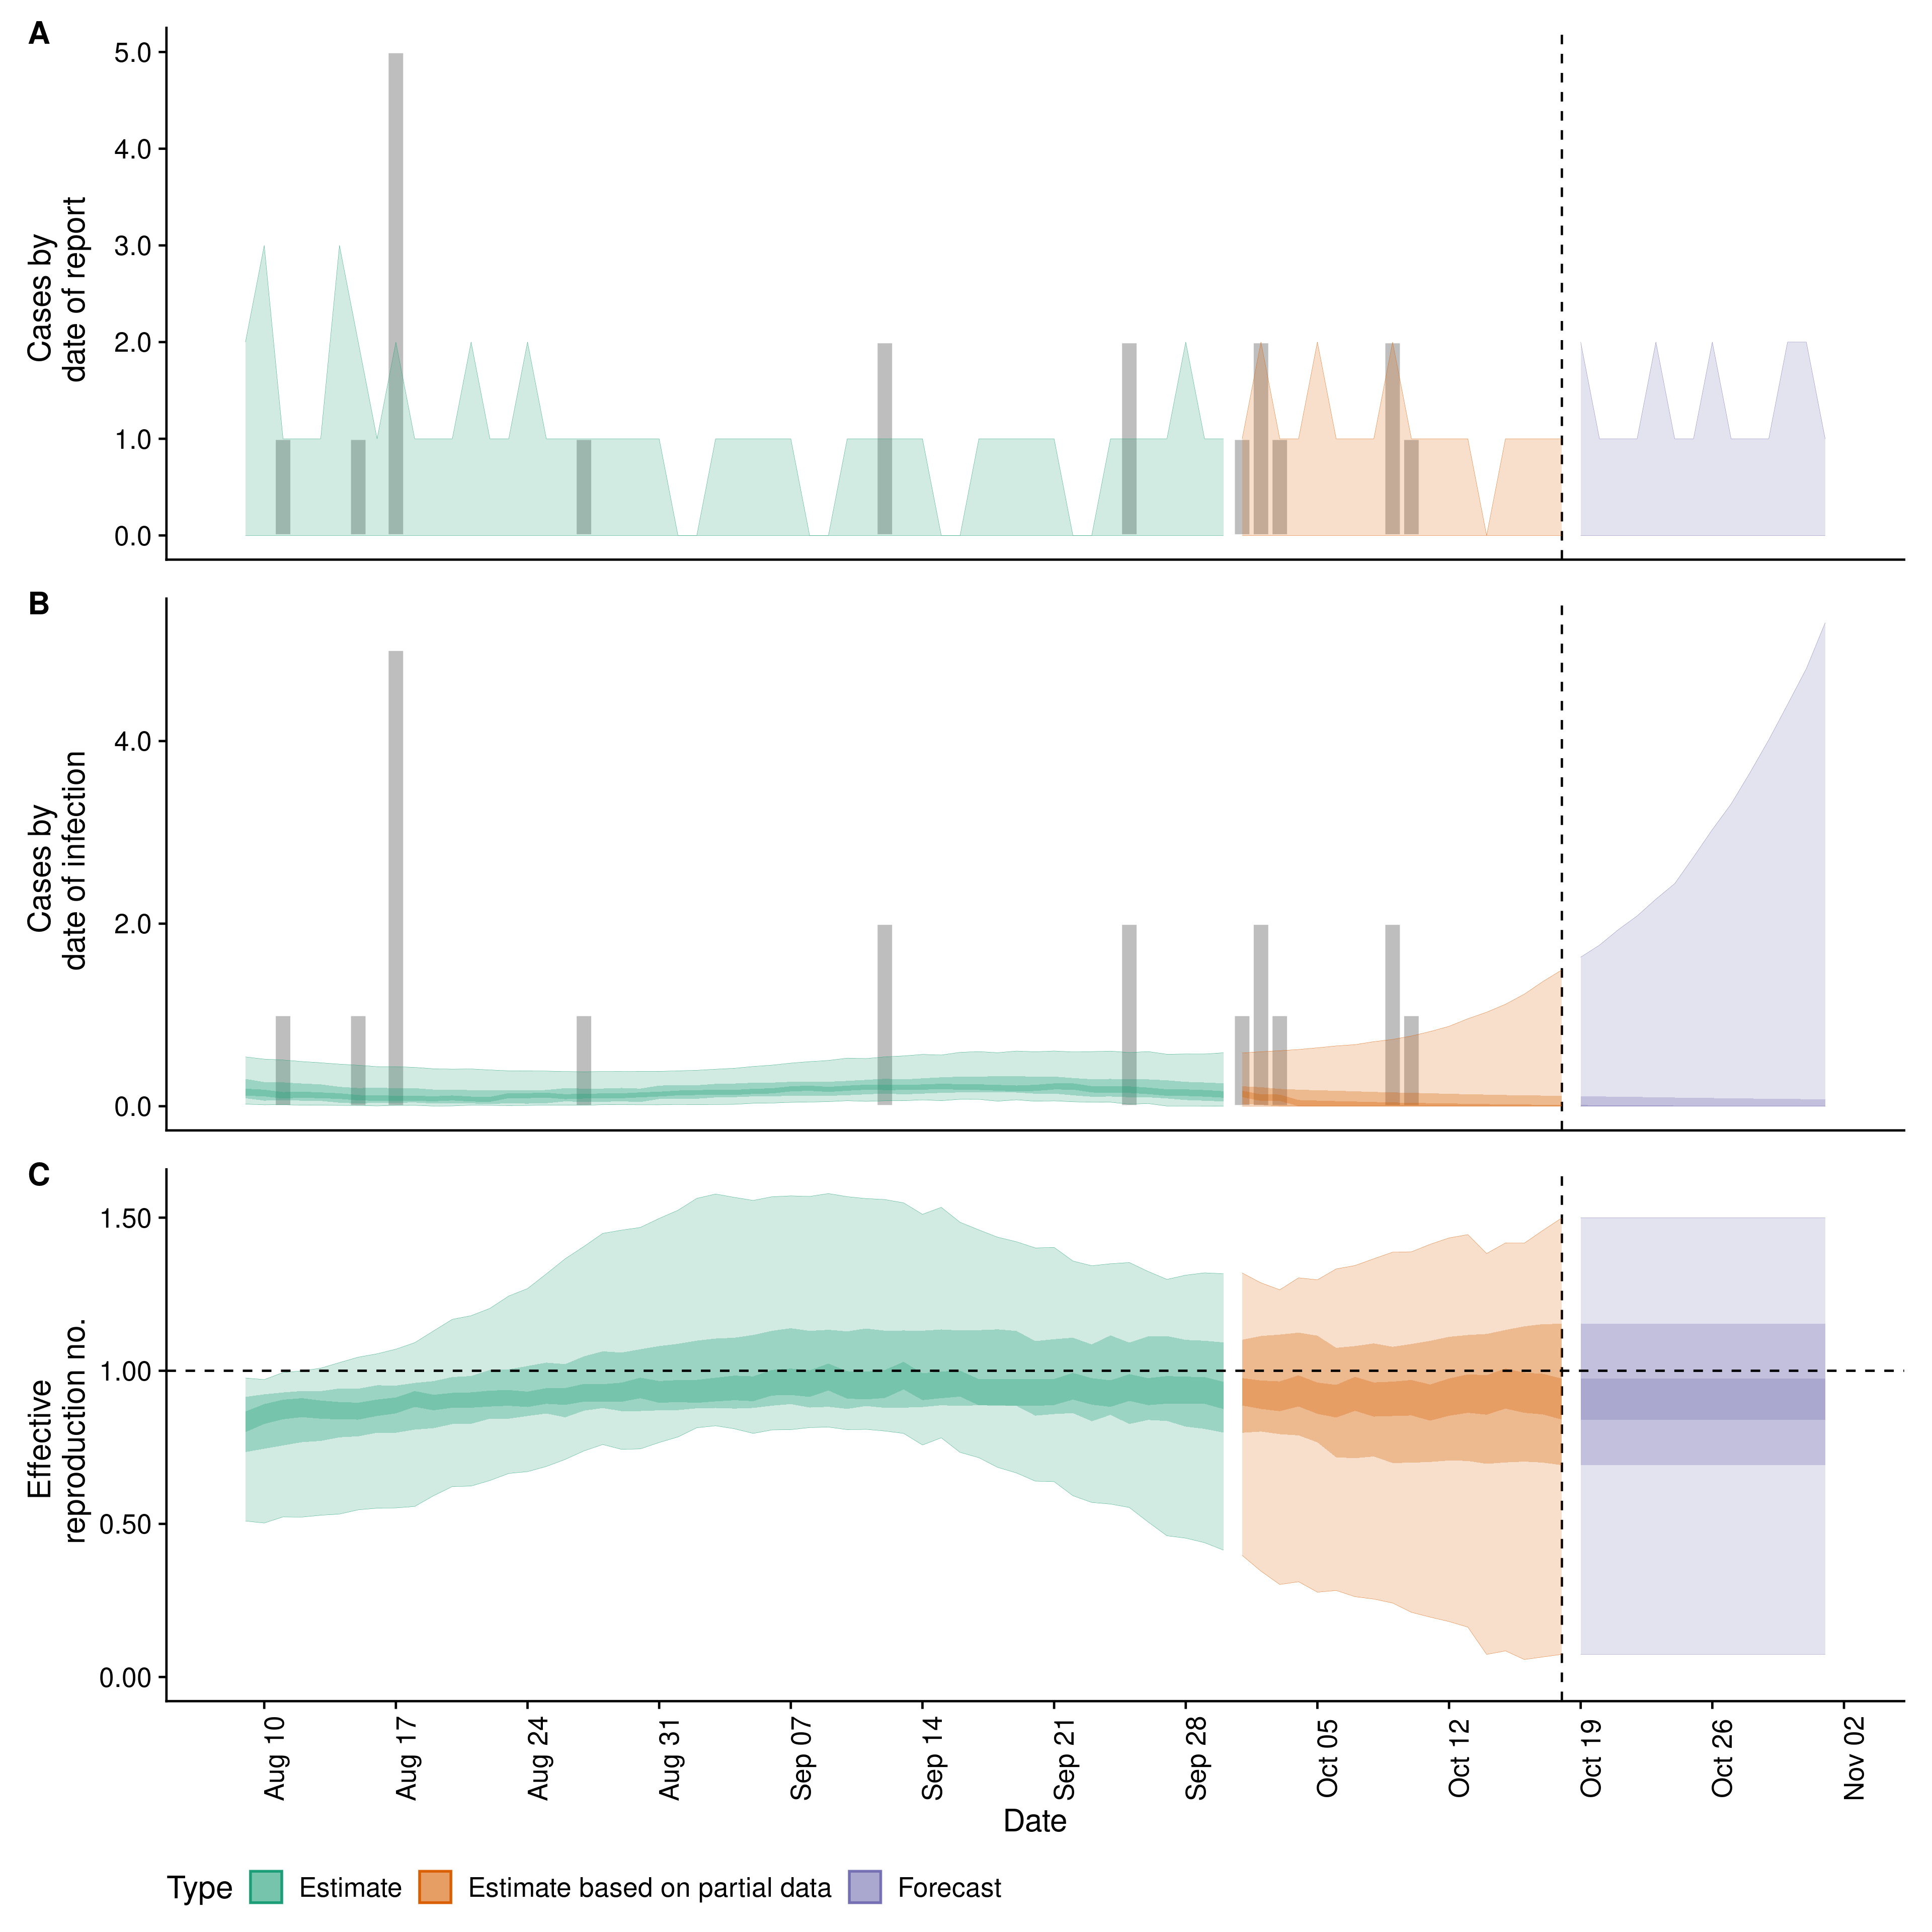 A
5.0
4.0
3.0
2.0
1.0
0.0
Cases by
date of report
B
4.0
2.0
0.0
Cases by
date of infection
C
1.50
1.00
0.50
0.00
Effective
reproduction no.
Aug 10
Aug 17
Aug 24
Aug 31
Sep 07
Sep 14
Sep 21
Sep 28
Oct 05
Oct 12
Oct 19
Oct 26
Nov 02
Date
Type Estimate Estimate based on partial data Forecast